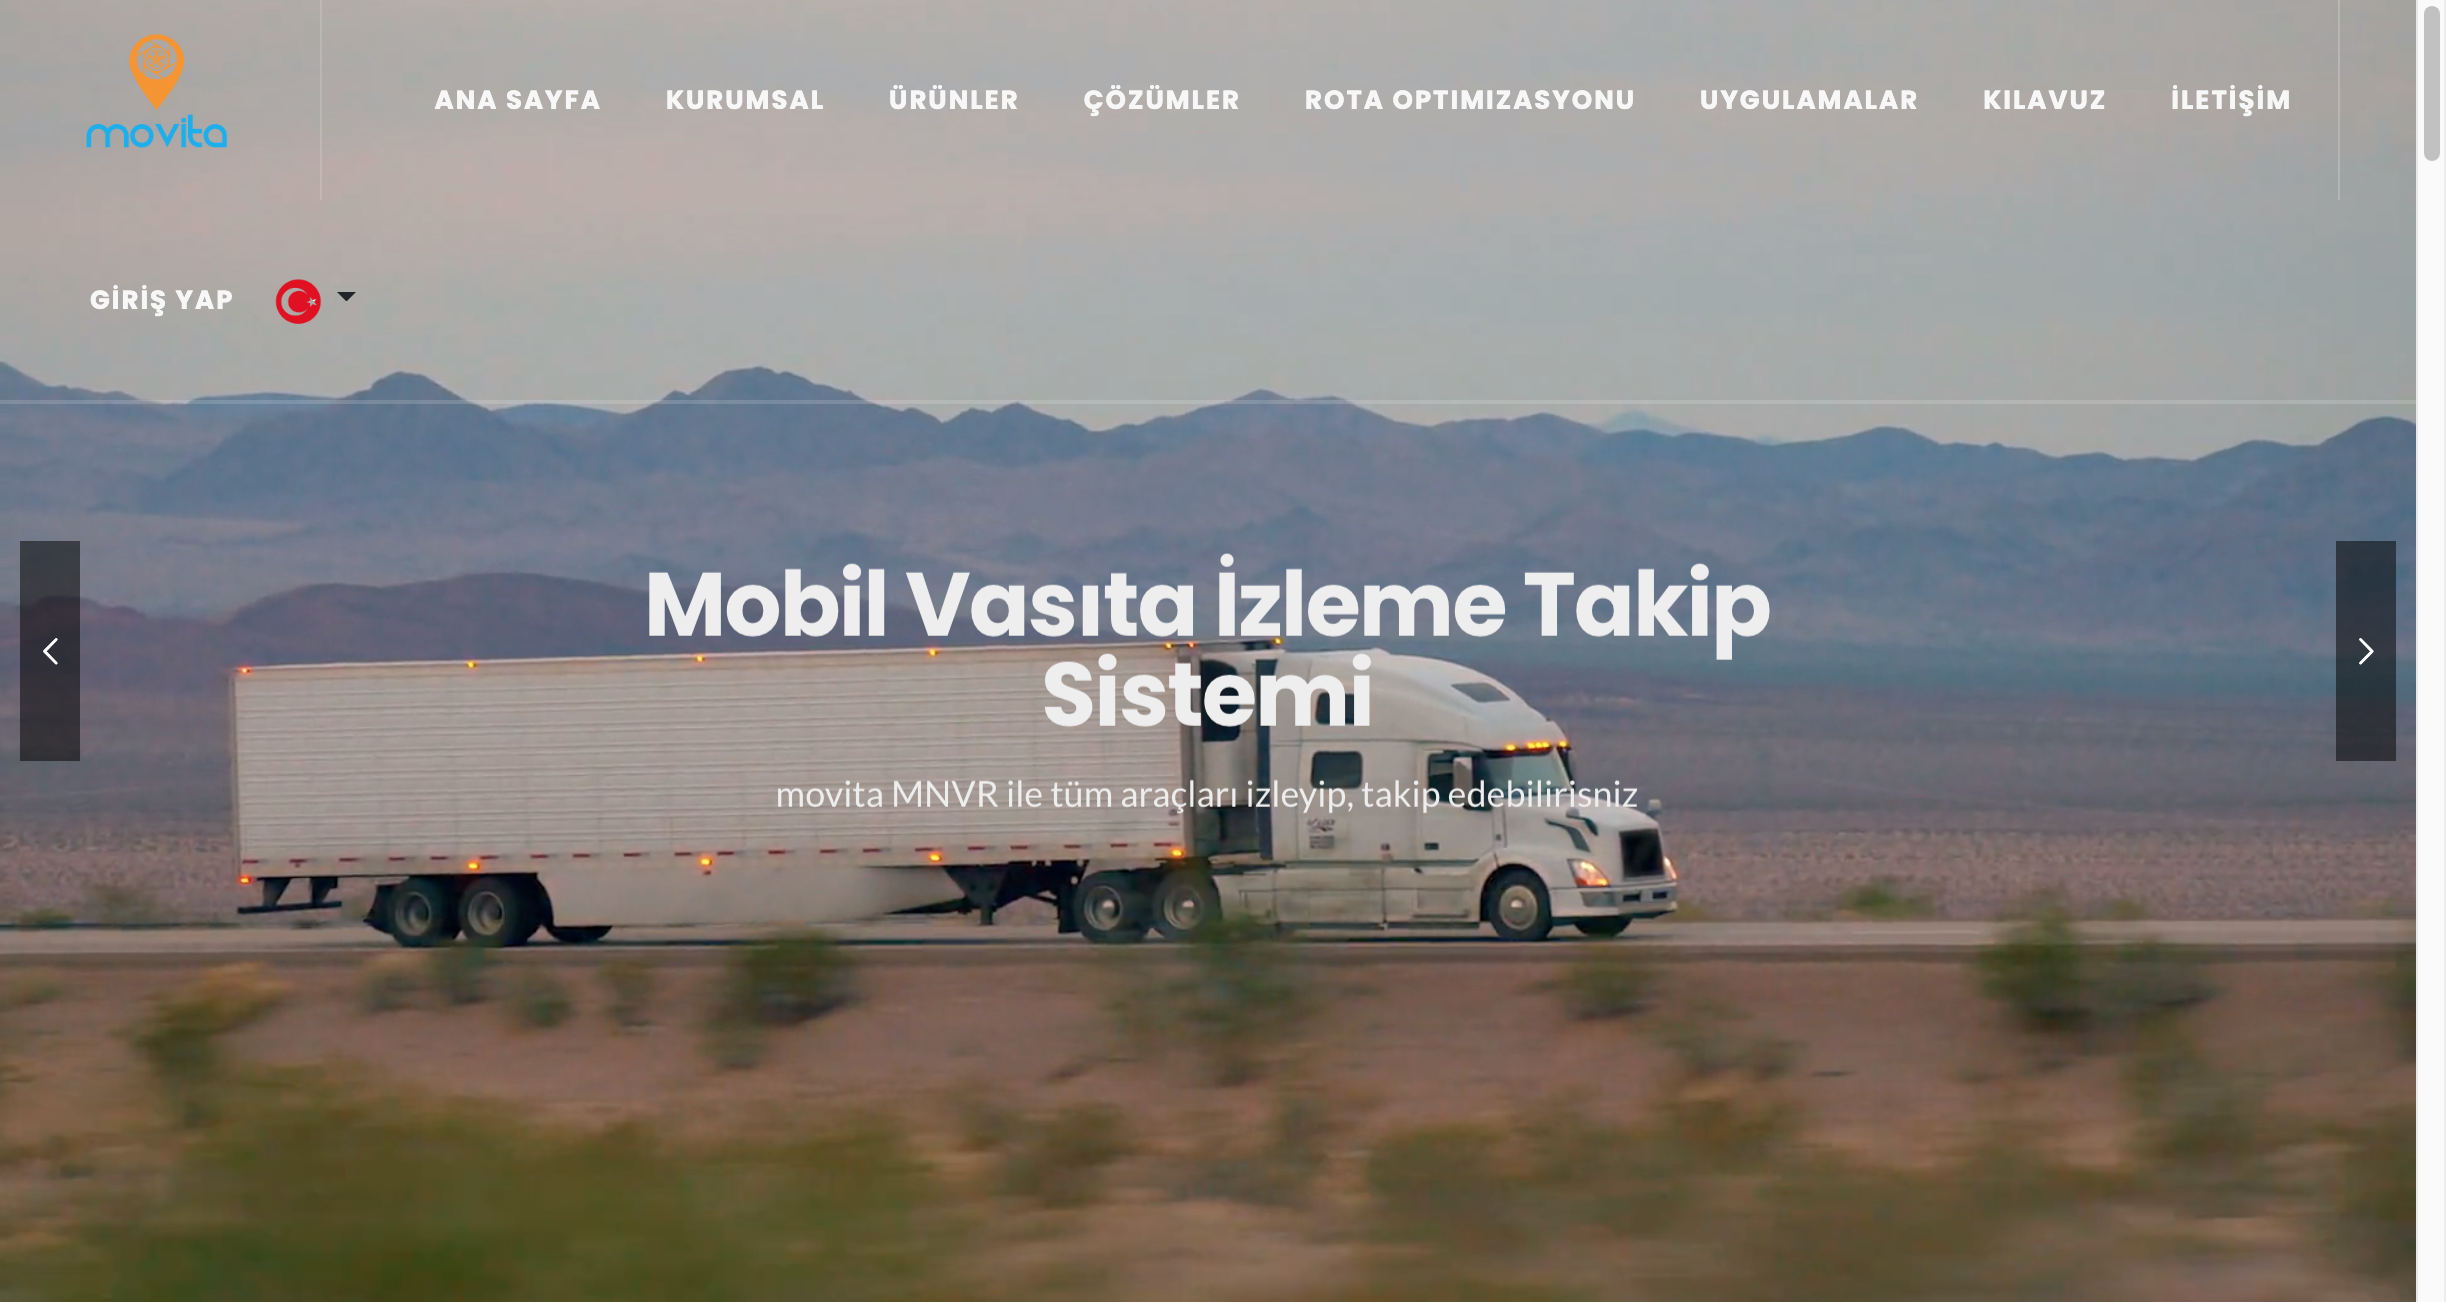 movita
ANA SAYFA
KURUMSAL
ÜRÜNLER
ÇÖZÜMLER
ROTA OPTIMIZASYONU
UYGULAMALAR
KILAVUZ
İLETİŞİM
GİRİŞ YAP
Mobil Vasıta İzleme Takip
Sistemi
movita MNVR ile tüm araçları izleyip, takip edebilirisniz